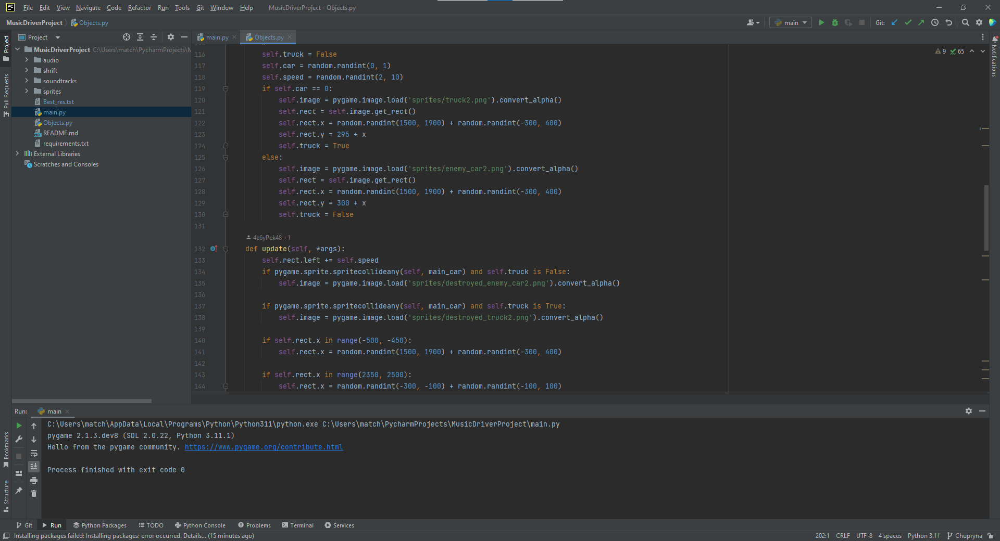 PC File Edit View Navigate Code Refactor Run Tools Git Window Help MusicDriverProject - Objects.py
MusicDriverProject Objects.py main Git:
Project
main.py Objects.py
MusicDriverProject C:\Users\match\PycharmProjects\M
audio
shrift
soundtracks
sprites
Best_res.txt
main.py
Objects.py
README.md
requirements.txt
External Libraries
Scratches and Consoles
Project
Pull Requests
Bookmarks
Structure
Notifications
9 65
116 self.truck = False
117 self.car = random.randint(0, 1)
118 self.speed = random.randint(2, 10)
119 if self.car == 0:
120 self.image = pygame.image.load('sprites/truck2.png').convert_alpha()
121 self.rect = self.image.get_rect()
122 self.rect.x = random.randint(1500, 1900) + random.randint(-300, 400)
123 self.rect.y = 295 + x
124 self.truck = True
125 else:
126 self.image = pygame.image.load('sprites/enemy_car2.png').convert_alpha()
127 self.rect = self.image.get_rect()
128 self.rect.x = random.randint(1500, 1900) + random.randint(-300, 400)
129 self.rect.y = 300 + x
130 self.truck = False
131
4e6yPek48 +1
132 def update(self, *args):
133 self.rect.left += self.speed
134 if pygame.sprite.spritecollideany(self, main_car) and self.truck is False:
135 self.image = pygame.image.load('sprites/destroyed_enemy_car2.png').convert_alpha()
136
137 if pygame.sprite.spritecollideany(self, main_car) and self.truck is True:
138 self.image = pygame.image.load('sprites/destroyed_truck2.png').convert_alpha()
139
140 if self.rect.x in range(-500, -450):
141 self.rect.x = random.randint(1500, 1900) + random.randint(-300, 400)
142
143 if self.rect.x in range(2350, 2500):
144 self.rect.x = random.randint(-300, -100) + random.randint(-100, 100)
Run: main
C:\Users\match\AppData\Local\Programs\Python\Python311\python.exe C:\Users\match\PycharmProjects\MusicDriverProject\main.py
pygame 2.1.3.dev8 (SDL 2.0.22, Python 3.11.1)
Hello from the pygame community. https://www.pygame.org/contribute.html
Process finished with exit code 0
Git Run Python Packages TODO Python Console Problems Terminal Services
Installing packages failed: Installing packages: error occurred. Details... (15 minutes ago) 202:1 CRLF UTF-8 4 spaces Python 3.11 Chupryna